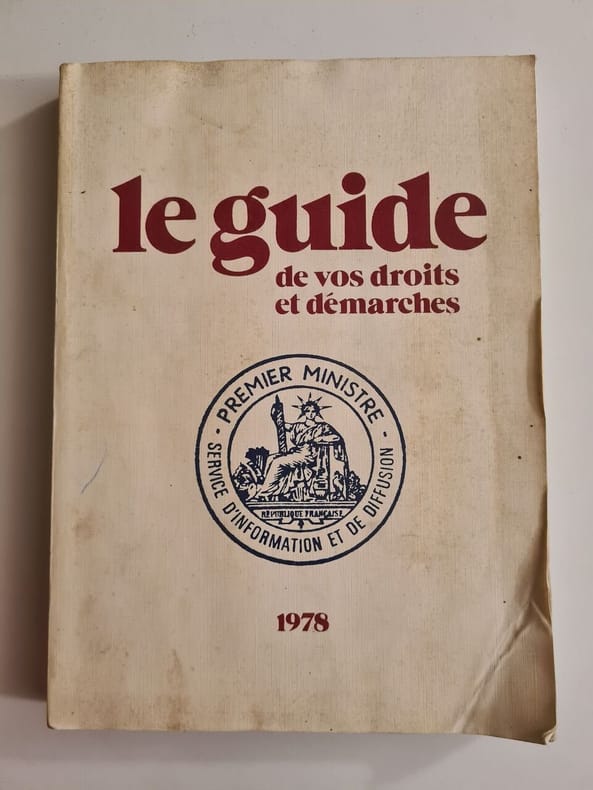 le guide
de vos droits
et démarches
· PREMIER MINISTRE ·
SERVICE D'INFORMATION ET DE DIFFUSION
RÉPUBLIQUE FRANÇAISE
1978